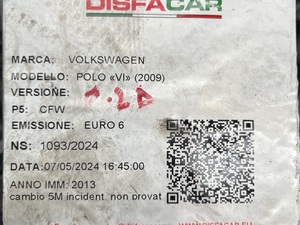 DISFACAR
MARCA: VOLKSWAGEN
MODELLO: POLO «VI» (2009)
VERSIONE: 1.2D
P5: CFW
EMISSIONE: EURO 6
NS: 1093/2024
DATA:07/05/2024 16:45:00
ANNO IMM: 2013
cambio 5M incident. non provat